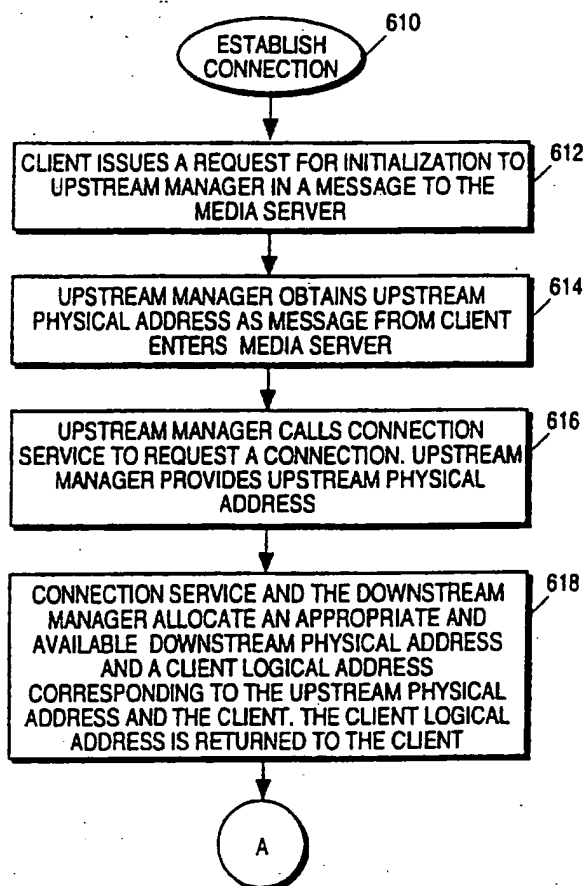 610
ESTABLISH
CONNECTION
612
CLIENT ISSUES A REQUEST FOR INITIALIZATION TO
UPSTREAM MANAGER IN A MESSAGE TO THE
MEDIA SERVER
614
UPSTREAM MANAGER OBTAINS UPSTREAM
PHYSICAL ADDRESS AS MESSAGE FROM CLIENT
ENTERS MEDIA SERVER
616
UPSTREAM MANAGER CALLS CONNECTION
SERVICE TO REQUEST A CONNECTION. UPSTREAM
MANAGER PROVIDES UPSTREAM PHYSICAL
ADDRESS
618
CONNECTION SERVICE AND THE DOWNSTREAM
MANAGER ALLOCATE AN APPROPRIATE AND
AVAILABLE DOWNSTREAM PHYSICAL ADDRESS
AND A CLIENT LOGICAL ADDRESS
CORRESPONDING TO THE UPSTREAM PHYSICAL
ADDRESS AND THE CLIENT. THE CLIENT LOGICAL
ADDRESS IS RETURNED TO THE CLIENT
A